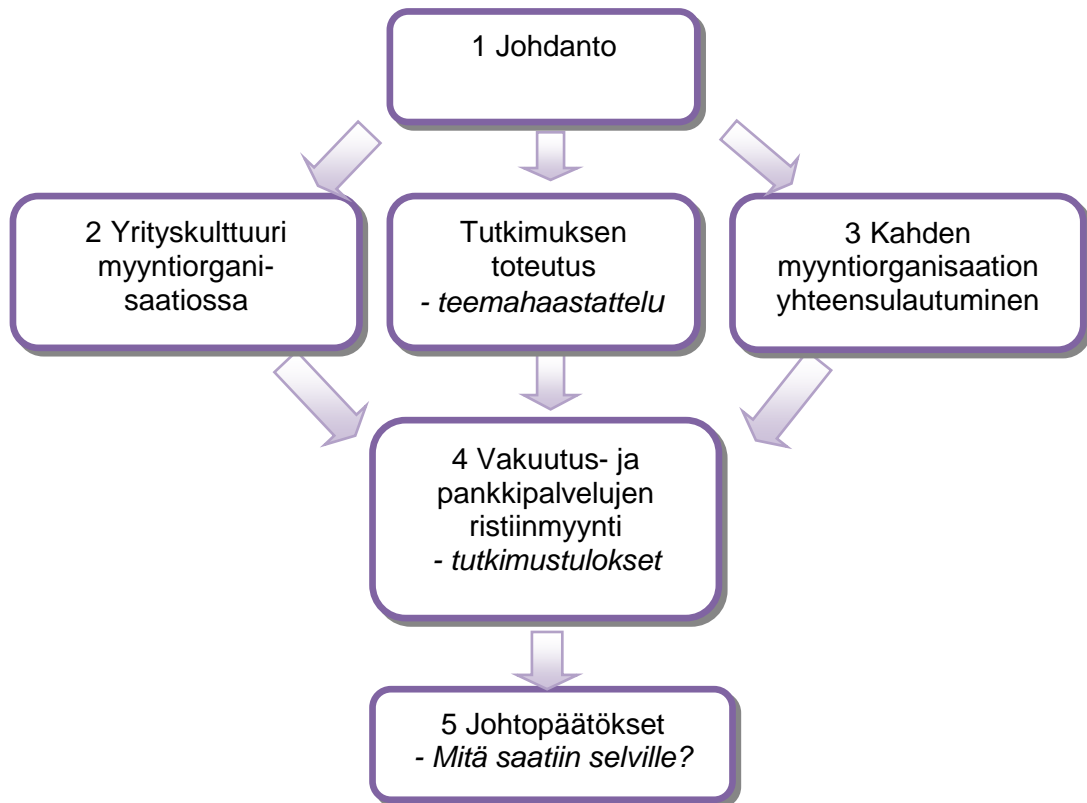 1 Johdanto
2 Yrityskulttuuri
myyntiorgani-
saatiossa
Tutkimuksen
toteutus
- teemahaastattelu
3 Kahden
myyntiorganisaation
yhteensulautuminen
4 Vakuutus- ja
pankkipalvelujen
ristiinmyynti
- tutkimustulokset
5 Johtopäätökset
- Mitä saatiin selville?